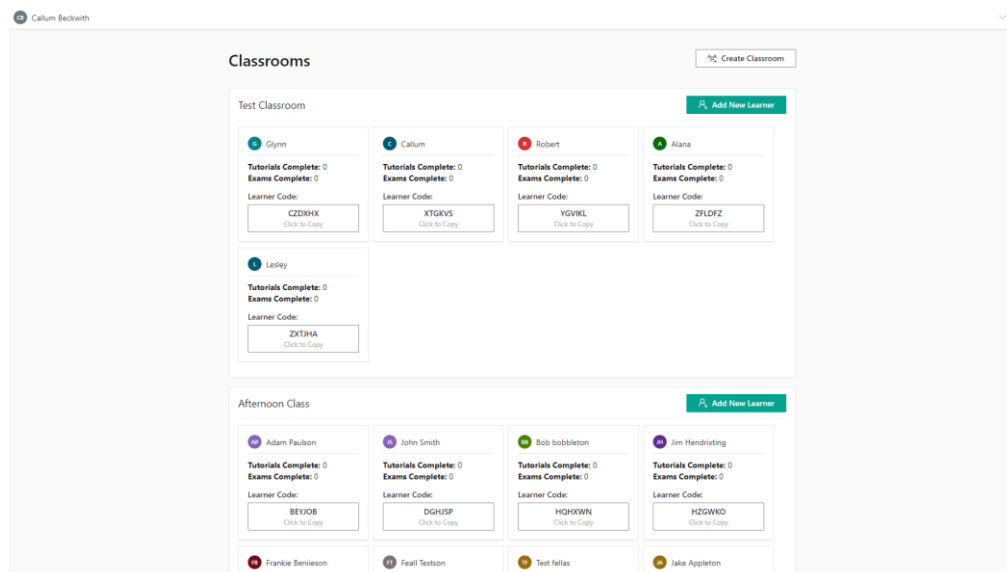 CB Callum Beckwith
Classrooms
Create Classroom
Test Classroom
Add New Learner
G Glynn
Tutorials Complete: 0
Exams Complete: 0
Learner Code:
CZDXHX
Click to Copy
C Callum
Tutorials Complete: 0
Exams Complete: 0
Learner Code:
XTGKVS
Click to Copy
R Robert
Tutorials Complete: 0
Exams Complete: 0
Learner Code:
YGVIKL
Click to Copy
A Alana
Tutorials Complete: 0
Exams Complete: 0
Learner Code:
ZFLDFZ
Click to Copy
L Lesley
Tutorials Complete: 0
Exams Complete: 0
Learner Code:
ZXTJHA
Click to Copy
Afternoon Class
Add New Learner
AP Adam Paulson
Tutorials Complete: 0
Exams Complete: 0
Learner Code:
BEYJOB
Click to Copy
JS John Smith
Tutorials Complete: 0
Exams Complete: 0
Learner Code:
DGHJSP
Click to Copy
BB Bob bobbleton
Tutorials Complete: 0
Exams Complete: 0
Learner Code:
HQHXWN
Click to Copy
JH Jim Hendrixting
Tutorials Complete: 0
Exams Complete: 0
Learner Code:
HZGWKO
Click to Copy
FB Frankie Beniieson
FT Feall Testson
TF Test fellas
JA Jake Appleton